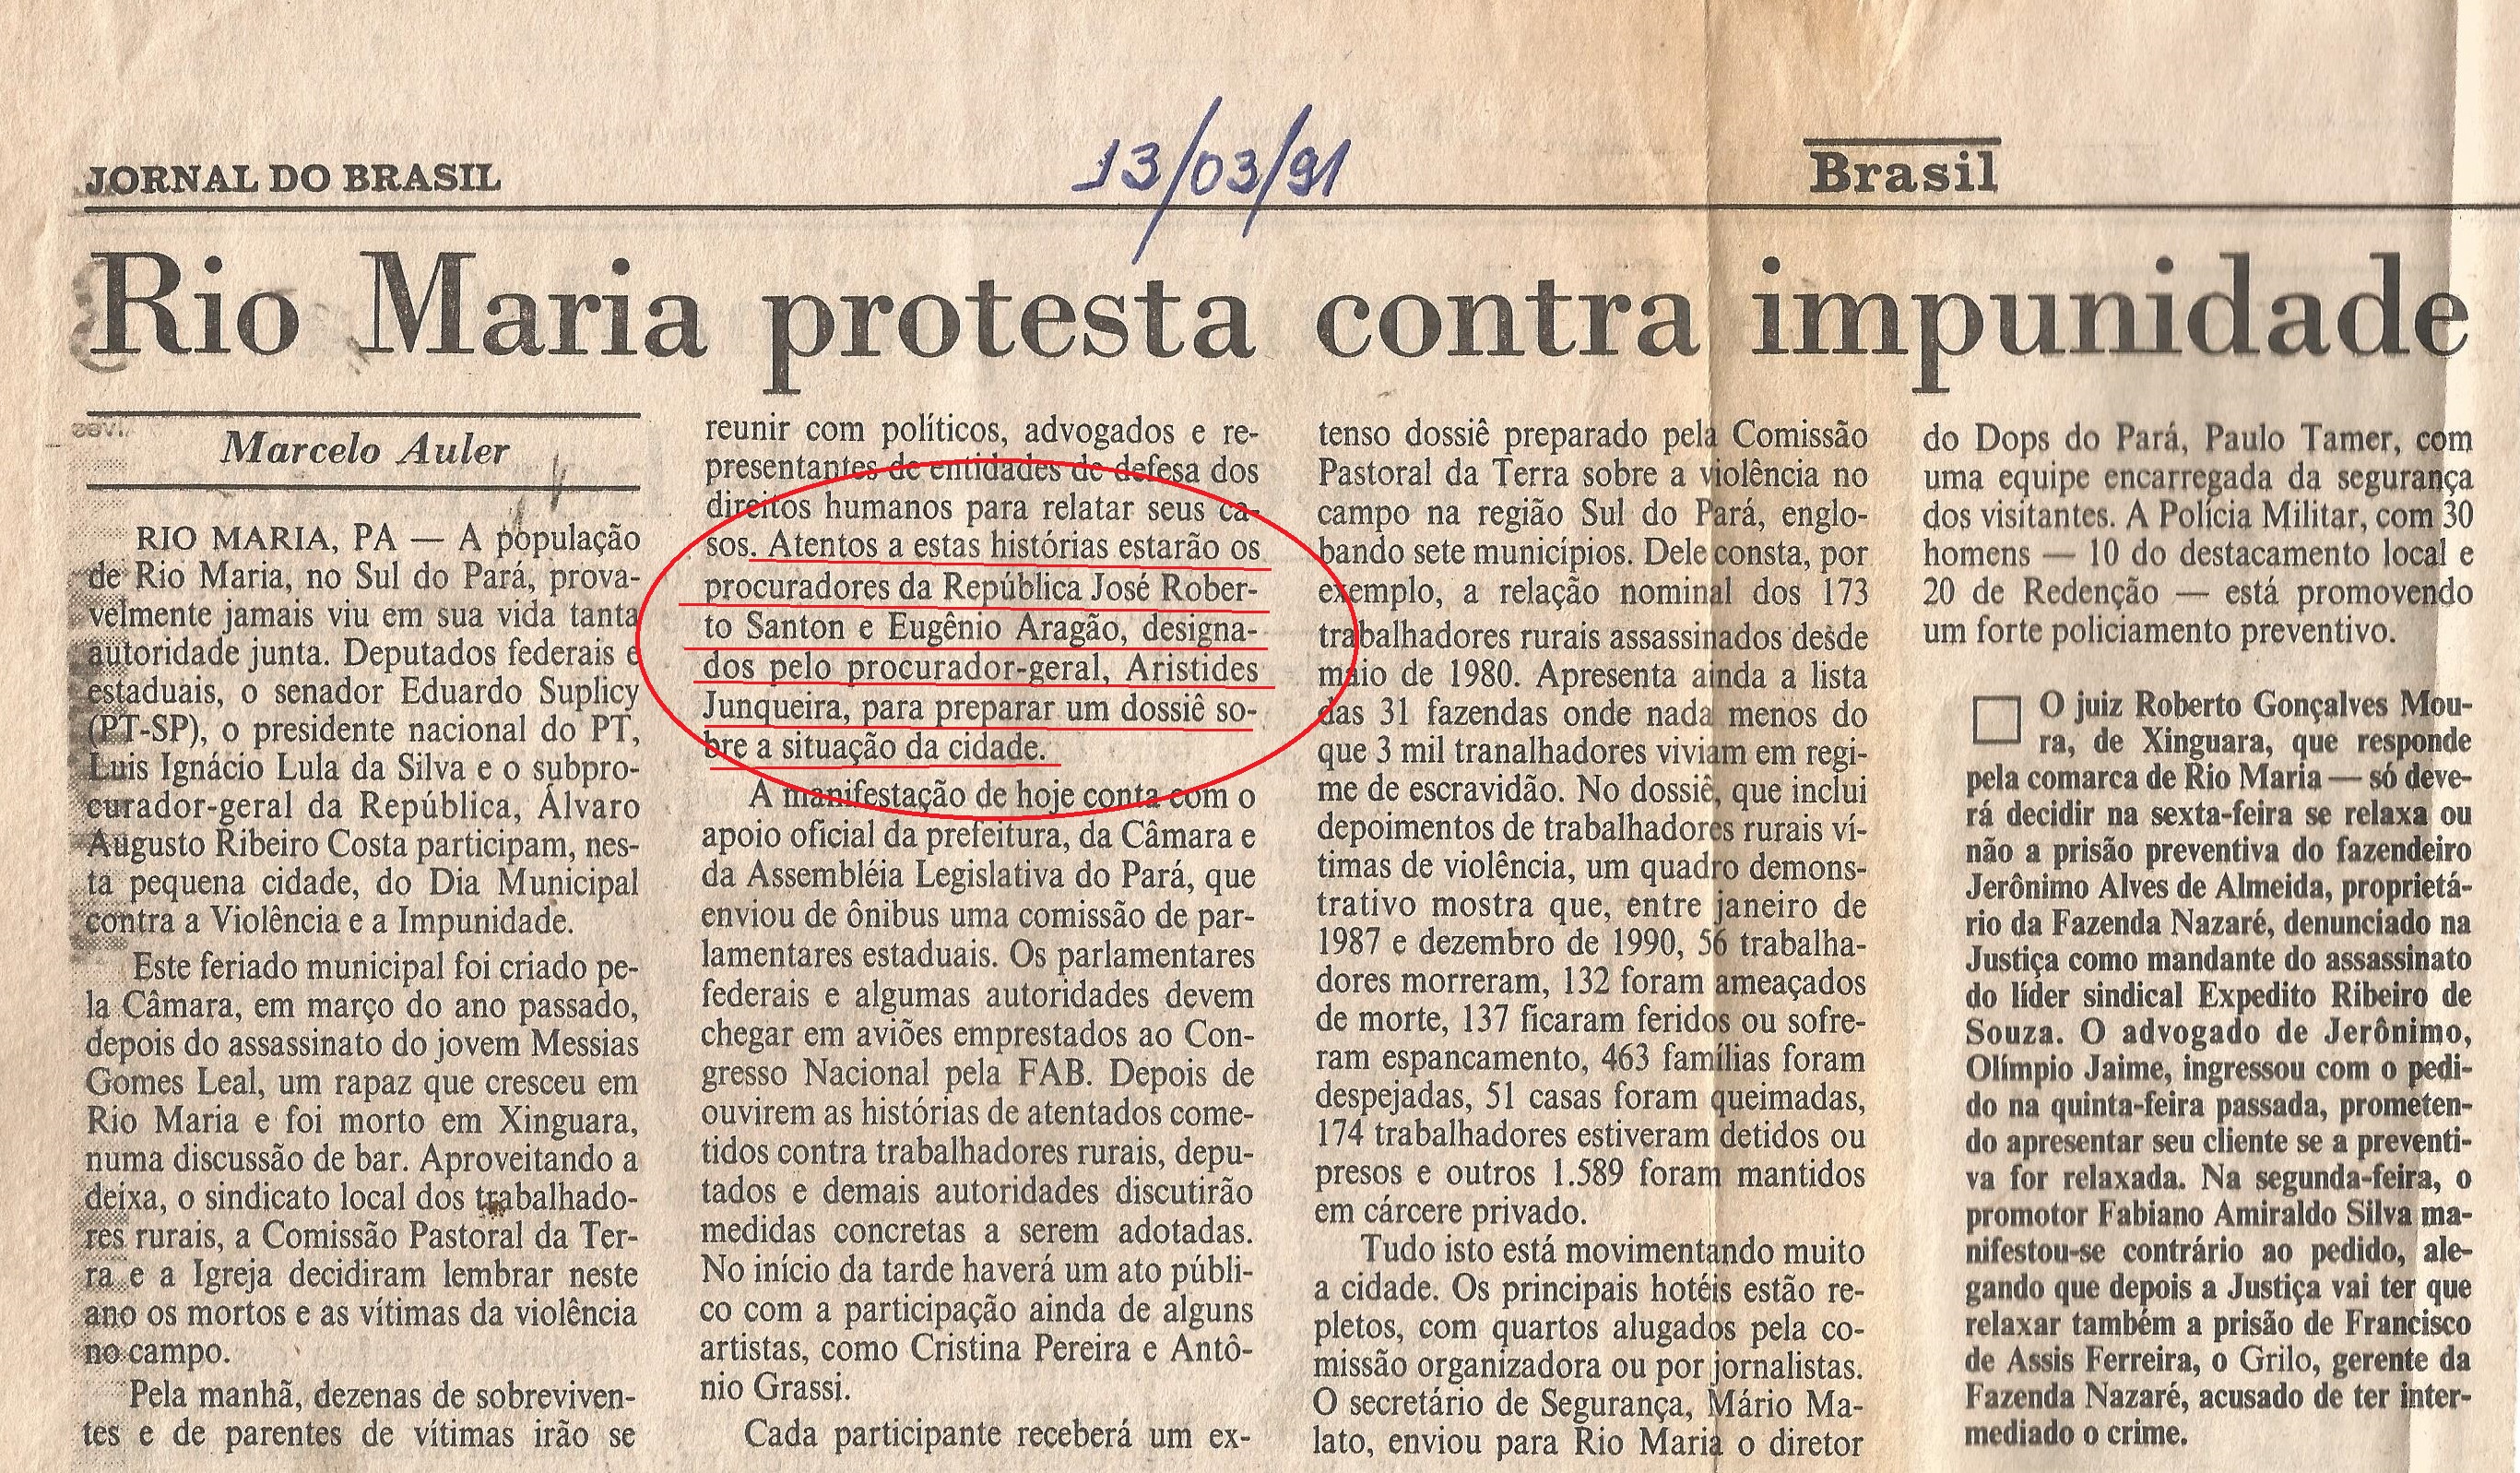 JORNAL DO BRASIL
13/03/91
Brasil
Rio Maria protesta contra impunidade
Marcelo Auler
RIO MARIA, PA — A população
de Rio Maria, no Sul do Pará, prova-
velmente jamais viu em sua vida tanta
autoridade junta. Deputados federais e
estaduais, o senador Eduardo Suplicy
(PT-SP), o presidente nacional do PT,
Luis Ignácio Lula da Silva e o subpro-
curador-geral da República, Álvaro
Augusto Ribeiro Costa participam, nes-
ta pequena cidade, do Dia Municipal
contra a Violência e a Impunidade.
Este feriado municipal foi criado pe-
la Câmara, em março do ano passado,
depois do assassinato do jovem Messias
Gomes Leal, um rapaz que cresceu em
Rio Maria e foi morto em Xinguara,
numa discussão de bar. Aproveitando a
deixa, o sindicato local dos trabalhado-
res rurais, a Comissão Pastoral da Ter-
ra e a Igreja decidiram lembrar neste
ano os mortos e as vítimas da violência
no campo.
Pela manhã, dezenas de sobreviven-
tes e de parentes de vítimas irão se
reunir com políticos, advogados e re-
presentantes de entidades de defesa dos
direitos humanos para relatar seus ca-
sos. Atentos a estas histórias estarão os
procuradores da República José Rober-
to Santon e Eugênio Aragão, designa-
dos pelo procurador-geral, Aristides
Junqueira, para preparar um dossiê so-
bre a situação da cidade.
A manifestação de hoje conta com o
apoio oficial da prefeitura, da Câmara e
da Assembléia Legislativa do Pará, que
enviou de ônibus uma comissão de par-
lamentares estaduais. Os parlamentares
federais e algumas autoridades devem
chegar em aviões emprestados ao Con-
gresso Nacional pela FAB. Depois de
ouvirem as histórias de atentados come-
tidos contra trabalhadores rurais, depu-
tados e demais autoridades discutirão
medidas concretas a serem adotadas.
No início da tarde haverá um ato públi-
co com a participação ainda de alguns
artistas, como Cristina Pereira e Antô-
nio Grassi.
Cada participante receberá um ex-
tenso dossiê preparado pela Comissão
Pastoral da Terra sobre a violência no
campo na região Sul do Pará, englo-
bando sete municípios. Dele consta, por
exemplo, a relação nominal dos 173
trabalhadores rurais assassinados desde
maio de 1980. Apresenta ainda a lista
das 31 fazendas onde nada menos do
que 3 mil tranalhadores viviam em regi-
me de escravidão. No dossiê, que inclui
depoimentos de trabalhadores rurais ví-
timas de violência, um quadro demons-
trativo mostra que, entre janeiro de
1987 e dezembro de 1990, 56 trabalha-
dores morreram, 132 foram ameaçados
de morte, 137 ficaram feridos ou sofre-
ram espancamento, 463 famílias foram
despejadas, 51 casas foram queimadas,
174 trabalhadores estiveram detidos ou
presos e outros 1.589 foram mantidos
em cárcere privado.
Tudo isto está movimentando muito
a cidade. Os principais hotéis estão re-
pletos, com quartos alugados pela co-
missão organizadora ou por jornalistas.
O secretário de Segurança, Mário Ma-
lato, enviou para Rio Maria o diretor
do Dops do Pará, Paulo Tamer, com
uma equipe encarregada da segurança
dos visitantes. A Polícia Militar, com 30
homens — 10 do destacamento local e
20 de Redenção — está promovendo
um forte policiamento preventivo.
O juiz Roberto Gonçalves Mou-
ra, de Xinguara, que responde
pela comarca de Rio Maria — só deve-
rá decidir na sexta-feira se relaxa ou
não a prisão preventiva do fazendeiro
Jerônimo Alves de Almeida, proprietá-
rio da Fazenda Nazaré, denunciado na
Justiça como mandante do assassinato
do líder sindical Expedito Ribeiro de
Souza. O advogado de Jerônimo,
Olímpio Jaime, ingressou com o pedi-
do na quinta-feira passada, prometen-
do apresentar seu cliente se a preventi-
va for relaxada. Na segunda-feira, o
promotor Fabiano Amiraldo Silva ma-
nifestou-se contrário ao pedido, ale-
gando que depois a Justiça vai ter que
relaxar também a prisão de Francisco
de Assis Ferreira, o Grilo, gerente da
Fazenda Nazaré, acusado de ter inter-
mediado o crime.